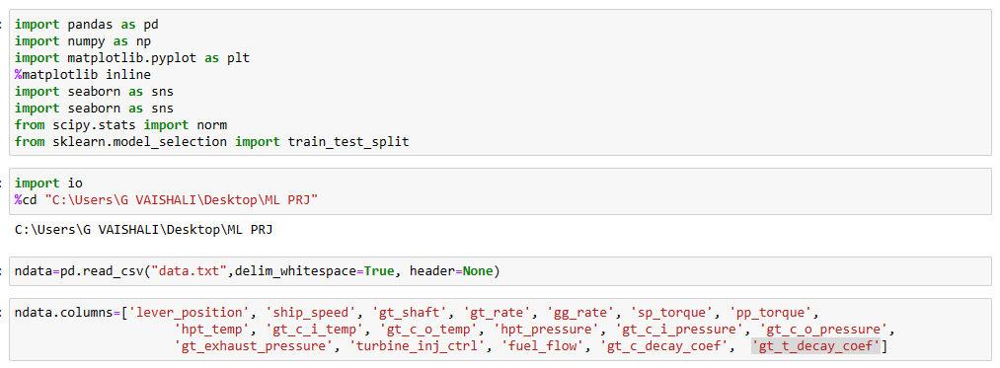 import pandas as pd
import numpy as np
import matplotlib.pyplot as plt
%matplotlib inline
import seaborn as sns
import seaborn as sns
from scipy.stats import norm
from sklearn.model_selection import train_test_split
import io
%cd "C:\Users\G VAISHALI\Desktop\ML PRJ"
C:\Users\G VAISHALI\Desktop\ML PRJ
ndata=pd.read_csv("data.txt",delim_whitespace=True, header=None)
ndata.columns=['lever_position', 'ship_speed', 'gt_shaft', 'gt_rate', 'gg_rate', 'sp_torque', 'pp_torque',
'hpt_temp', 'gt_c_i_temp', 'gt_c_o_temp', 'hpt_pressure', 'gt_c_i_pressure', 'gt_c_o_pressure',
'gt_exhaust_pressure', 'turbine_inj_ctrl', 'fuel_flow', 'gt_c_decay_coef', 'gt_t_decay_coef']